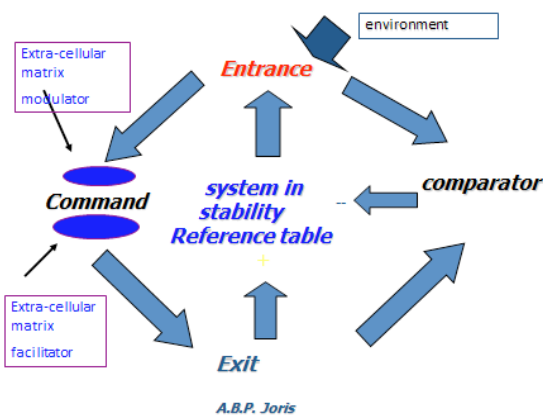 environment
Extra-cellular
matrix
modulator
Entrance
comparator
Command
system in
stability
Reference table
--
+
Extra-cellular
matrix
facilitator
Exit
A.B.P. Joris